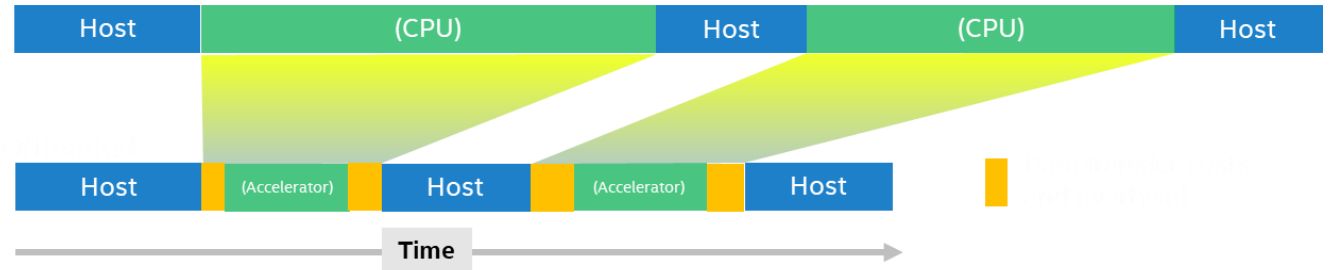 Host (CPU) Host (CPU) Host
Host (Accelerator) Host (Accelerator) Host
Time